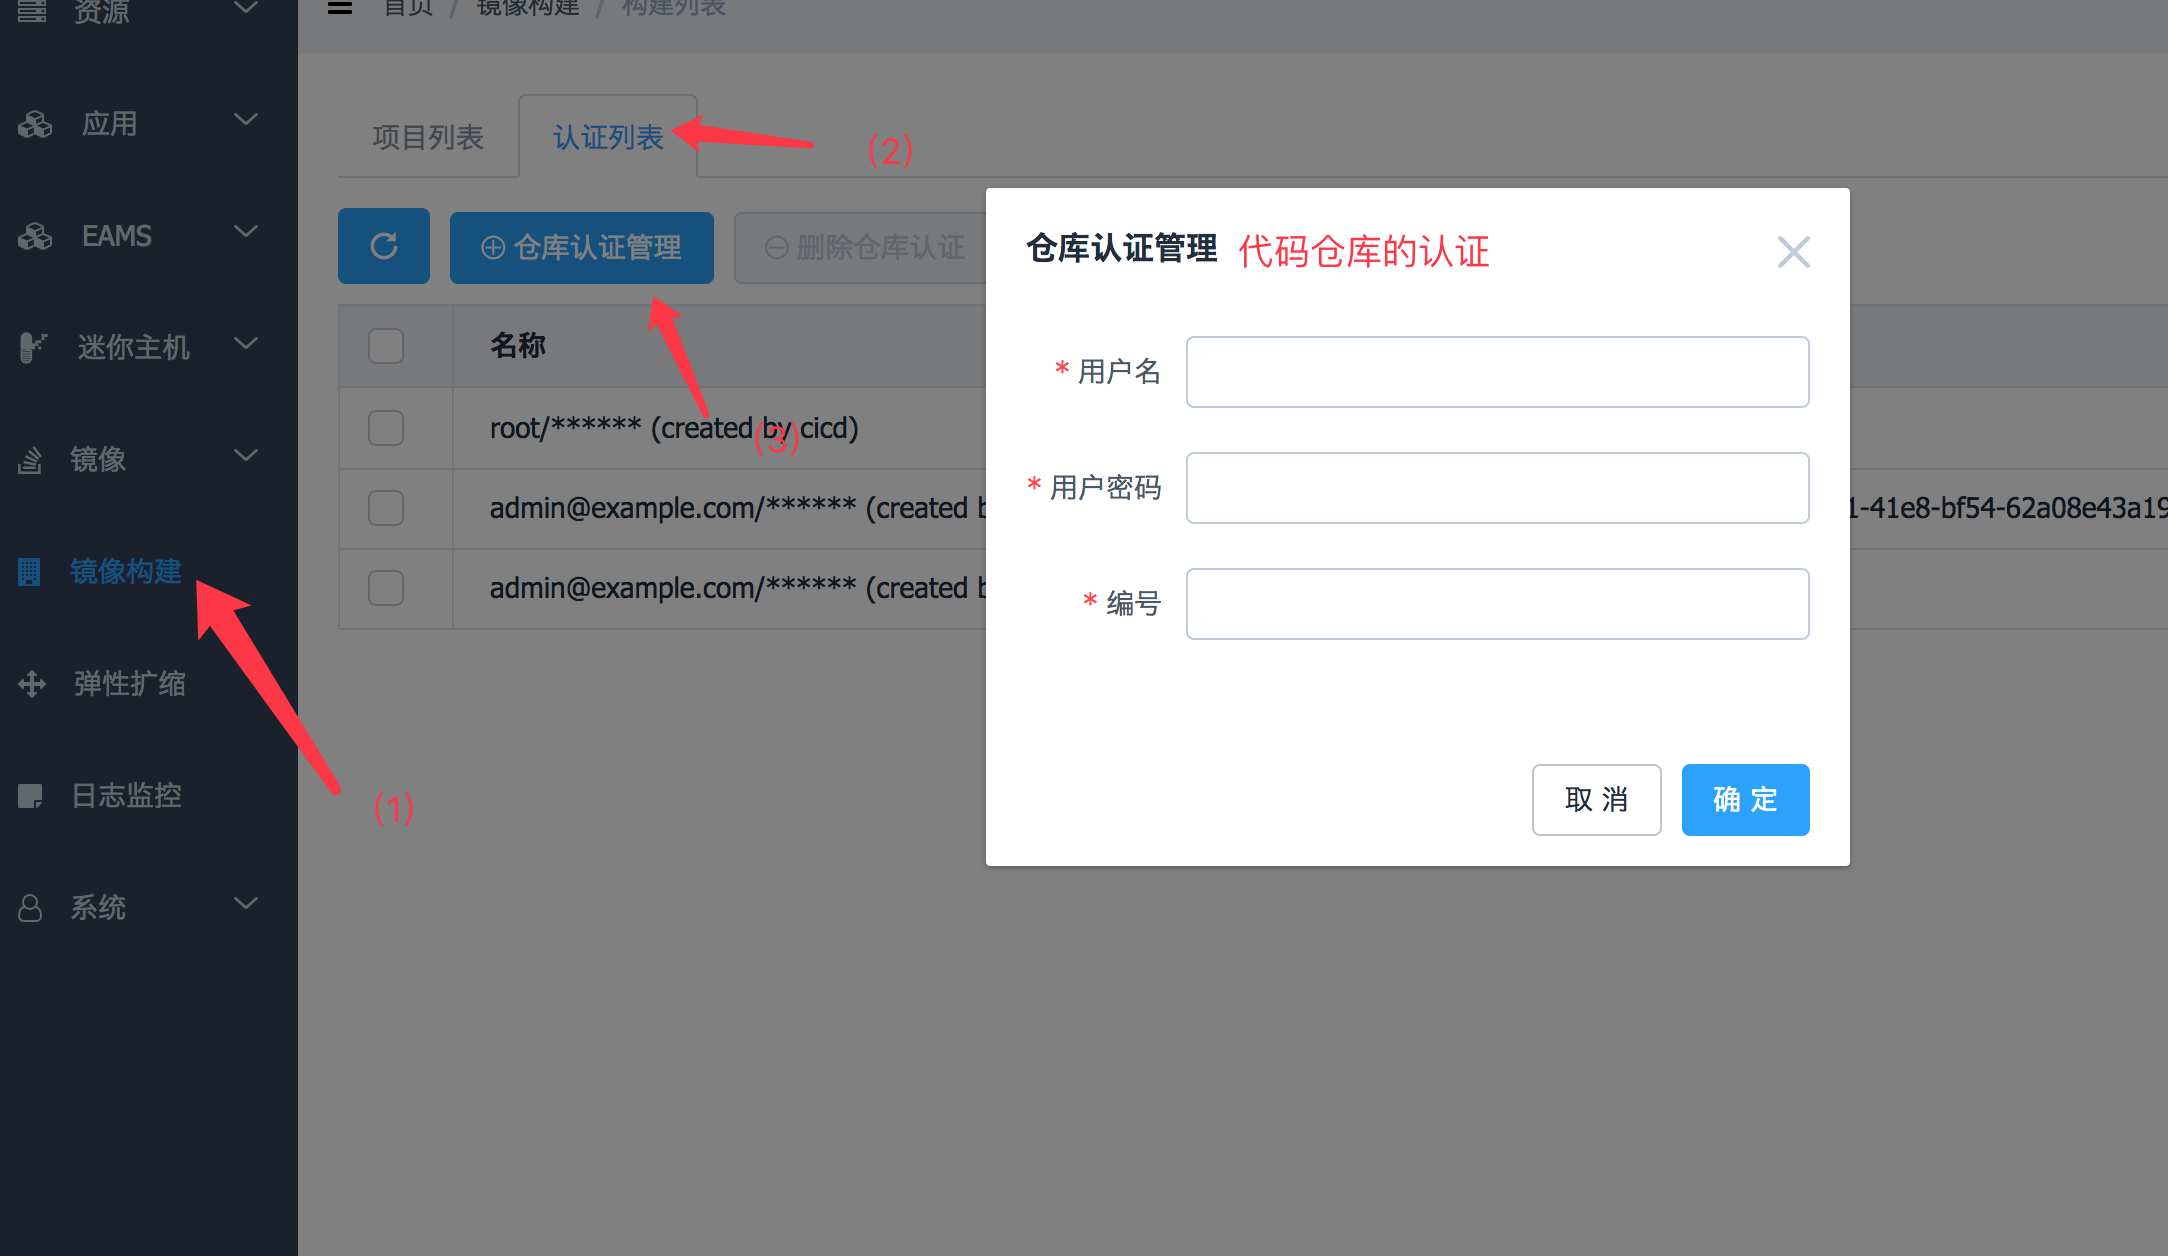 资源
应用
EAMS
迷你主机
镜像
镜像构建
弹性扩缩
日志监控
系统
(1)
首页 / 镜像构建 / 构建列表
项目列表
认证列表
(2)
仓库认证管理
删除仓库认证
名称
root/****** (created by cicd)
(3)
admin@example.com/****** (created b
1-41e8-bf54-62a08e43a19
admin@example.com/****** (created b
仓库认证管理 代码仓库的认证
* 用户名
* 用户密码
* 编号
取 消
确 定